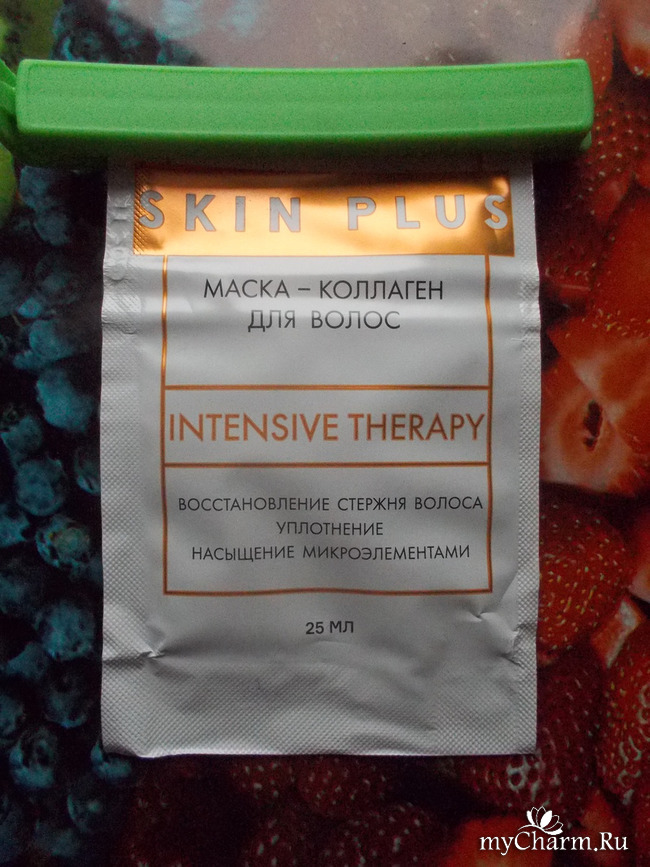 SKIN PLUS
МАСКА – КОЛЛАГЕН
ДЛЯ ВОЛОС
INTENSIVE THERAPY
ВОССТАНОВЛЕНИЕ СТЕРЖНЯ ВОЛОСА
УПЛОТНЕНИЕ
НАСЫЩЕНИЕ МИКРОЭЛЕМЕНТАМИ
25 МЛ
myCharm.Ru